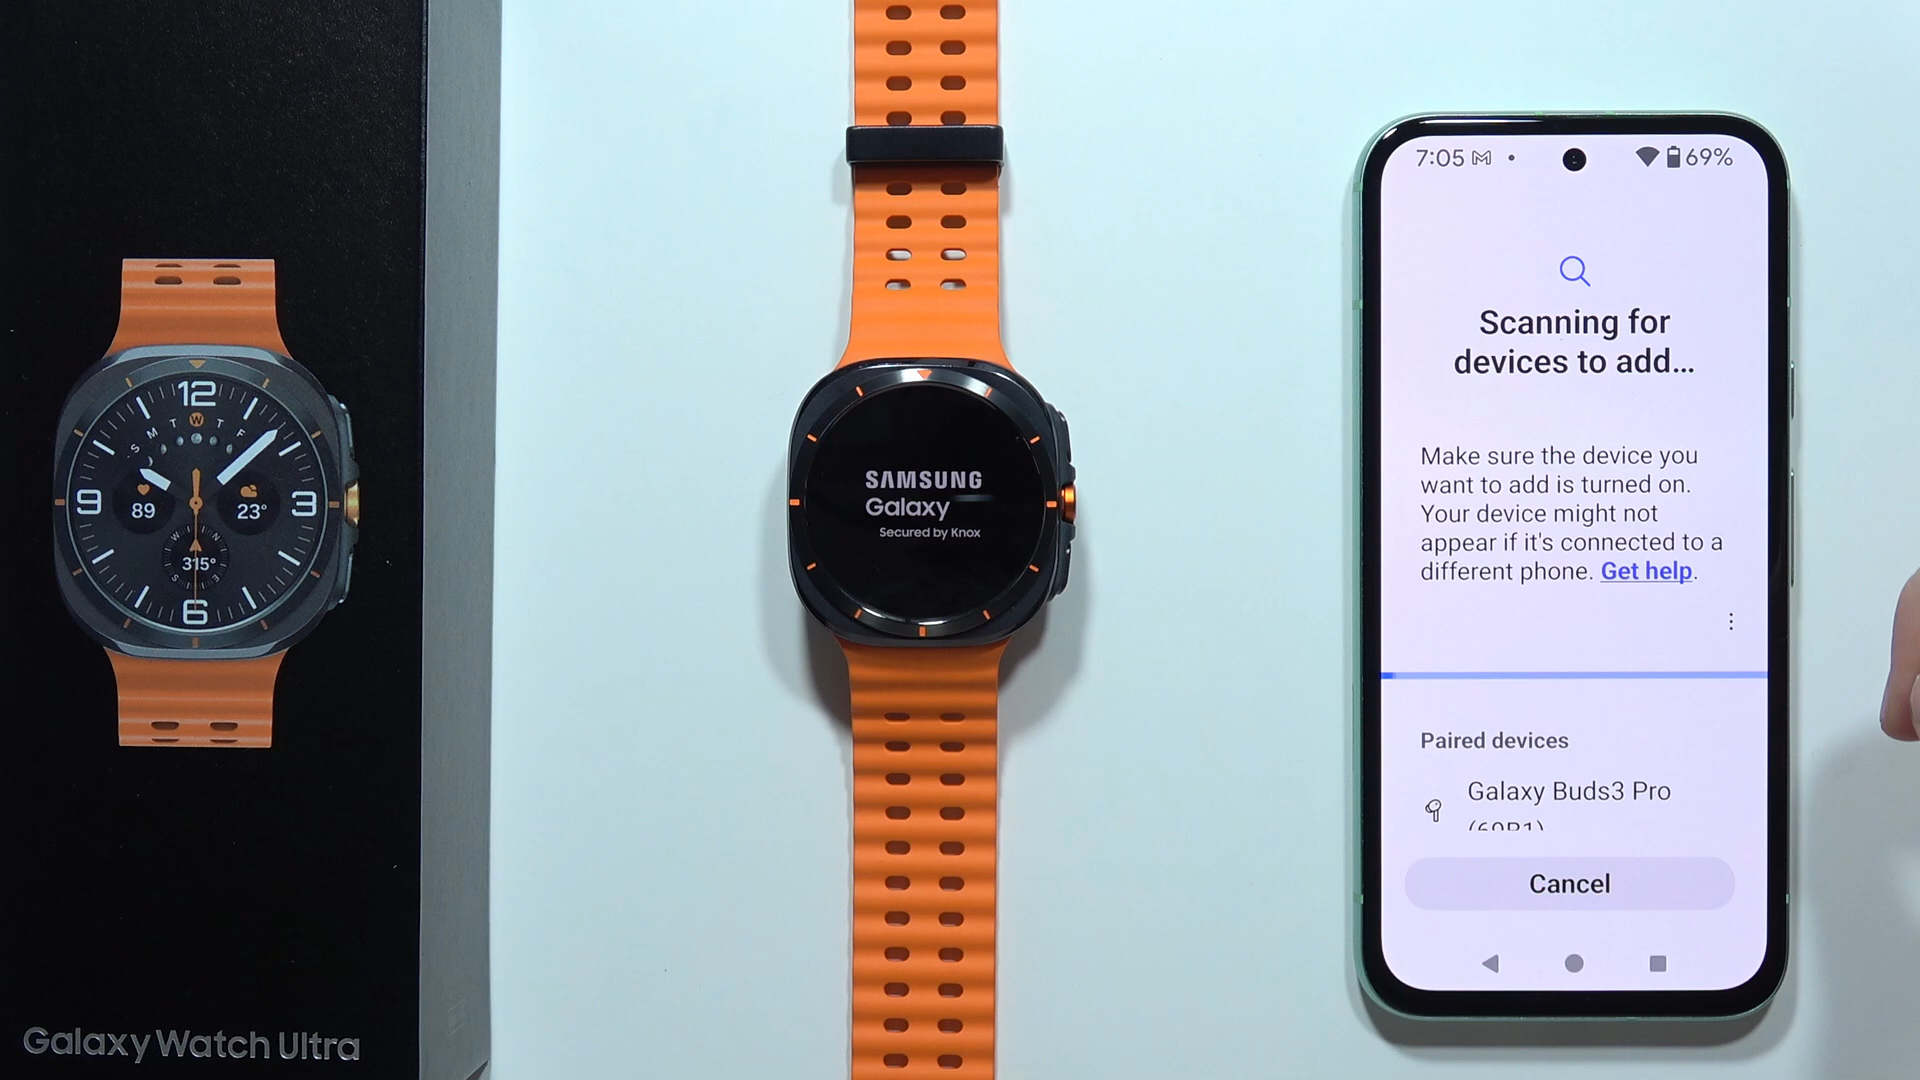 12
S M T W T F
9
3
89
23°
W N
315°
S E
6
Galaxy Watch Ultra
SAMSUNG
Galaxy
Secured by Knox
7:05
69%
Scanning for
devices to add...
Make sure the device you
want to add is turned on.
Your device might not
appear if it's connected to a
different phone. Get help.
Paired devices
Galaxy Buds3 Pro
Cancel